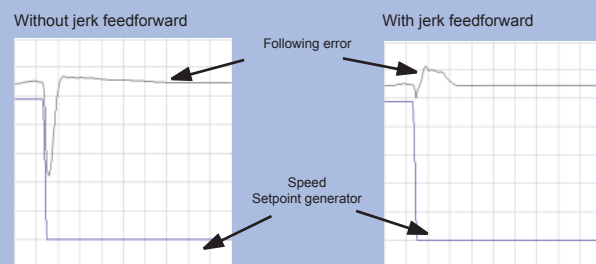 Without jerk feedforward
With jerk feedforward
Following error
Speed
Setpoint generator